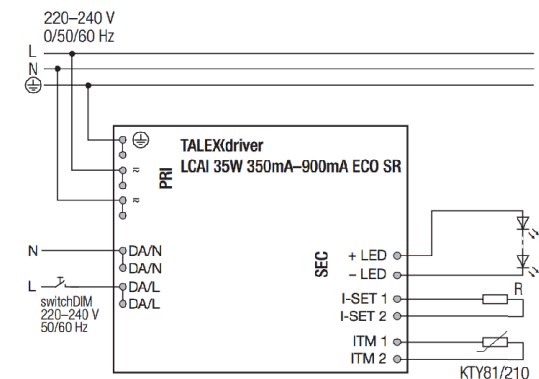 220–240 V
0/50/60 Hz
L
N
TALEXXdriver
LCAI 35W 350mA–900mA ECO SR
PRI
≂
≂
N
DA/N
DA/N
L
DA/L
DA/L
switchDIM
220–240 V
50/60 Hz
SEC
+ LED
– LED
I-SET 1
R
I-SET 2
ITM 1
ITM 2
KTY81/210